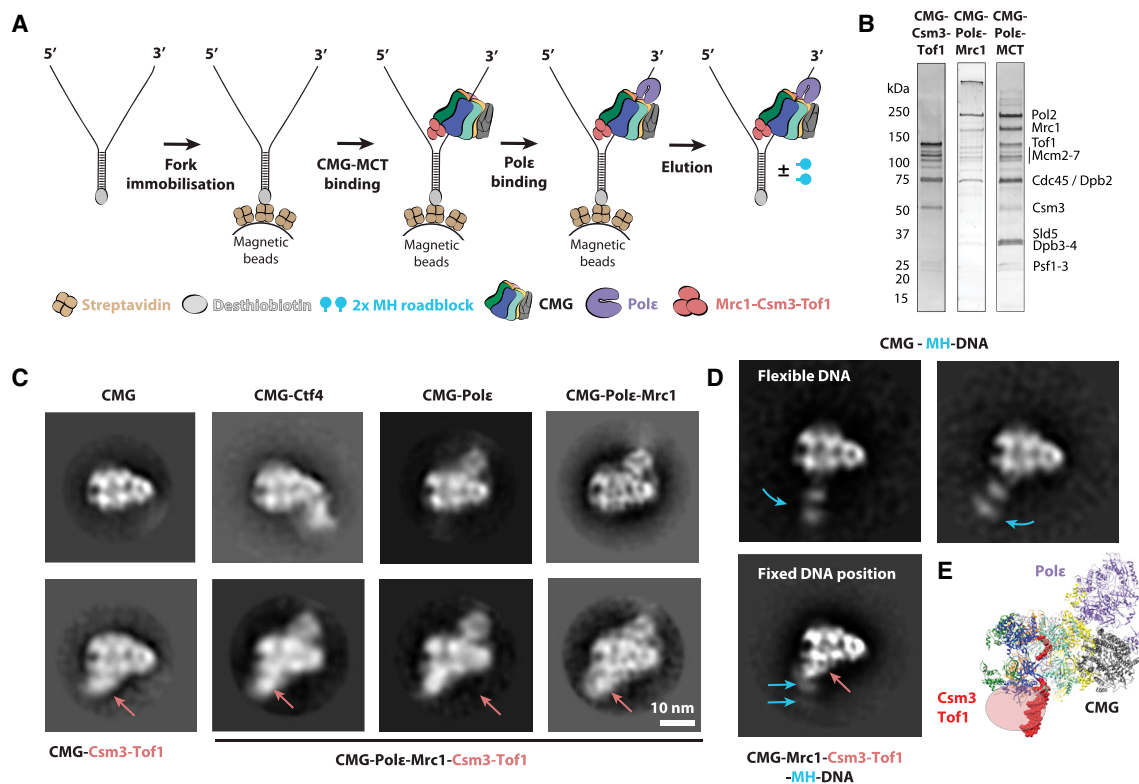 A
5’ 3’ 5’ 3’ 5’ 3’ 5’ 3’ 5’ 3’
Fork immobilisation
CMG-MCT binding
Polε binding
Elution
±
Magnetic beads
Magnetic beads
Magnetic beads
Streptavidin
Desthiobiotin
2x MH roadblock
CMG
Polε
Mrc1-Csm3-Tof1
B
CMG-Csm3-Tof1
CMG-Polε-Mrc1
CMG-Polε-MCT
kDa
250
150
100
75
50
37
25
20
15
Pol2
Mrc1
Tof1
Mcm2-7
Cdc45 / Dpb2
Csm3
Sld5
Dpb3-4
Psf1-3
C
CMG
CMG-Ctf4
CMG-Polε
CMG-Polε-Mrc1
10 nm
CMG-Csm3-Tof1
CMG-Polε-Mrc1-Csm3-Tof1
D
CMG - MH-DNA
Flexible DNA
Fixed DNA position
CMG-Mrc1-Csm3-Tof1
-MH-DNA
E
Polε
Csm3
Tof1
CMG